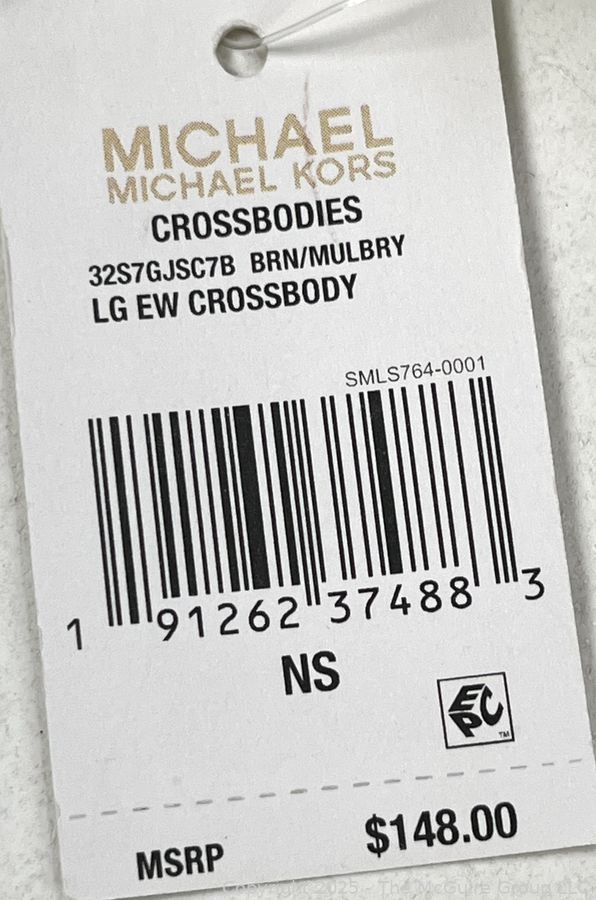 MICHAEL
MICHAEL KORS
CROSSBODIES
32S7GJSC7B BRN/MULBRY
LG EW CROSSBODY
SMLS764-0001
1 91262 37488 3
NS
EPC
TM
MSRP $148.00
Copyright 2025 - The McGuire Group LLC